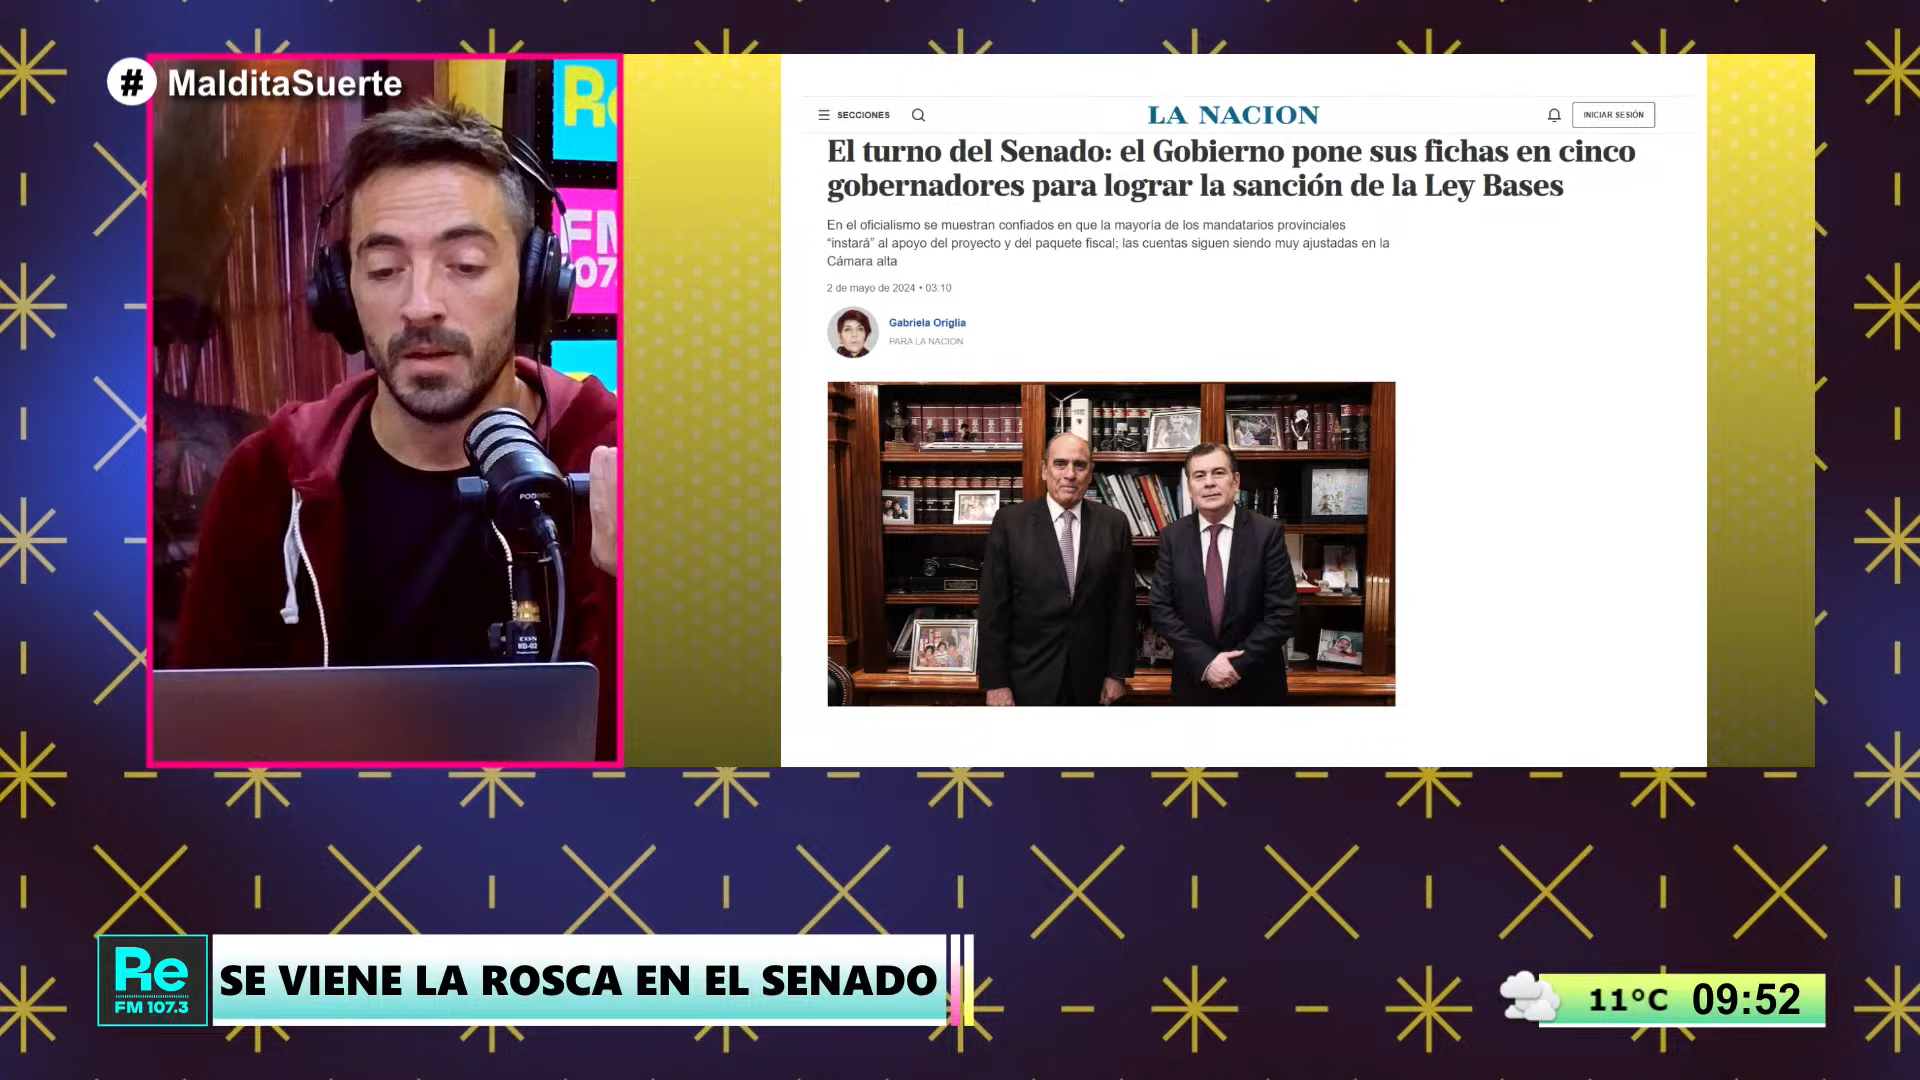 # MalditaSuerte
Re
FM
07.
SECCIONES
LA NACION
INICIAR SESIÓN
El turno del Senado: el Gobierno pone sus fichas en cinco
gobernadores para lograr la sanción de la Ley Bases
En el oficialismo se muestran confiados en que la mayoría de los mandatarios provinciales
“instará” al apoyo del proyecto y del paquete fiscal; las cuentas siguen siendo muy ajustadas en la
Cámara alta
2 de mayo de 2024 • 03:10
Gabriela Origlia
PARA LA NACION
Re
FM 107.3
SE VIENE LA ROSCA EN EL SENADO
11°C 09:52